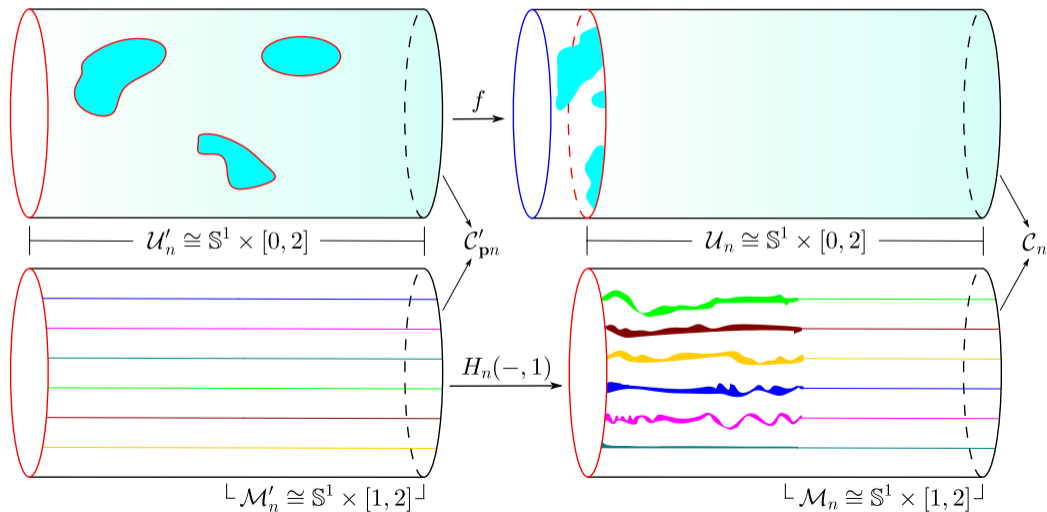 f
𝒰′ₙ ≅ 𝕊¹ × [0, 2]
𝒞′𝐩ₙ
𝒰ₙ ≅ 𝕊¹ × [0, 2]
𝒞ₙ
Hₙ(−, 1)
ℳ′ₙ ≅ 𝕊¹ × [1, 2]
ℳₙ ≅ 𝕊¹ × [1, 2]